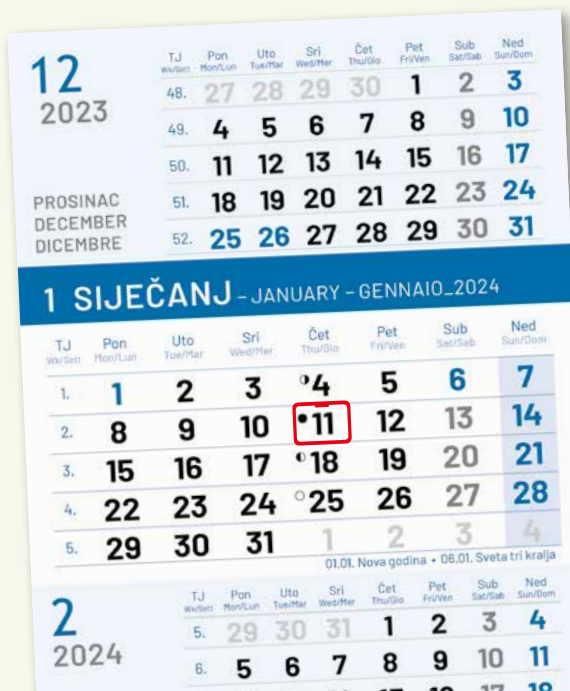 12
2023
PROSINAC
DECEMBER
DICEMBRE
TJ Pon Uto Sri Čet Pet Sub Ned
Wk/Sett Mon/Lun Tue/Mar Wed/Mer Thu/Gio Fri/Ven Sat/Sab Sun/Dom
48. 27 28 29 30 1 2 3
49. 4 5 6 7 8 9 10
50. 11 12 13 14 15 16 17
51. 18 19 20 21 22 23 24
52. 25 26 27 28 29 30 31
1 SIJEČANJ – JANUARY – GENNAIO_2024
TJ Pon Uto Sri Čet Pet Sub Ned
Wk/Sett Mon/Lun Tue/Mar Wed/Mer Thu/Gio Fri/Ven Sat/Sab Sun/Dom
1. 1 2 3 4 5 6 7
2. 8 9 10 11 12 13 14
3. 15 16 17 18 19 20 21
4. 22 23 24 25 26 27 28
5. 29 30 31 1 2 3 4
01.01. Nova godina • 06.01. Sveta tri kralja
2
2024
TJ Pon Uto Sri Čet Pet Sub Ned
Wk/Sett Mon/Lun Tue/Mar Wed/Mer Thu/Gio Fri/Ven Sat/Sab Sun/Dom
5. 29 30 31 1 2 3 4
6. 5 6 7 8 9 10 11
17 18